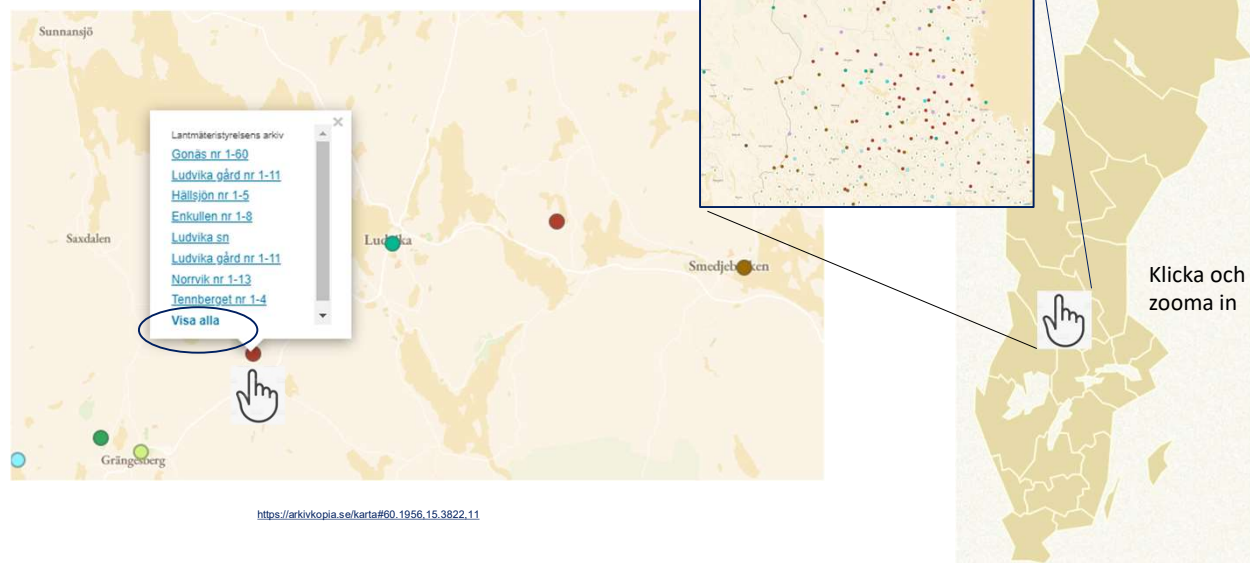 Sunnansjö
Lantmäteristyrelsens arkiv
Gonäs nr 1-60
Ludvika gård nr 1-11
Hällsjön nr 1-5
Enkullen nr 1-8
Ludvika sn
Ludvika gård nr 1-11
Norrvik nr 1-13
Tennberget nr 1-4
Visa alla
Saxdalen
Ludvika
Smedjebacken
Grängesberg
Klicka och
zooma in
https://arkivkopia.se/karta#60.1956,15.3822,11